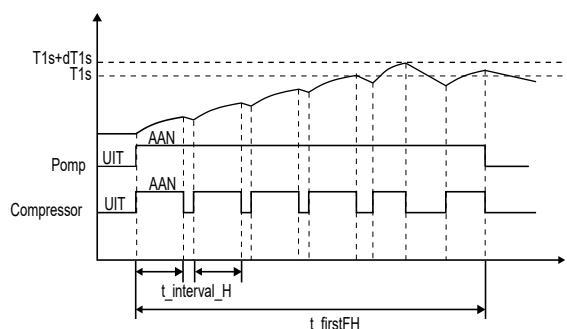 T1s+dT1s
T1s
AAN
Pomp UIT
AAN
Compressor UIT
t_interval_H
t_firstFH